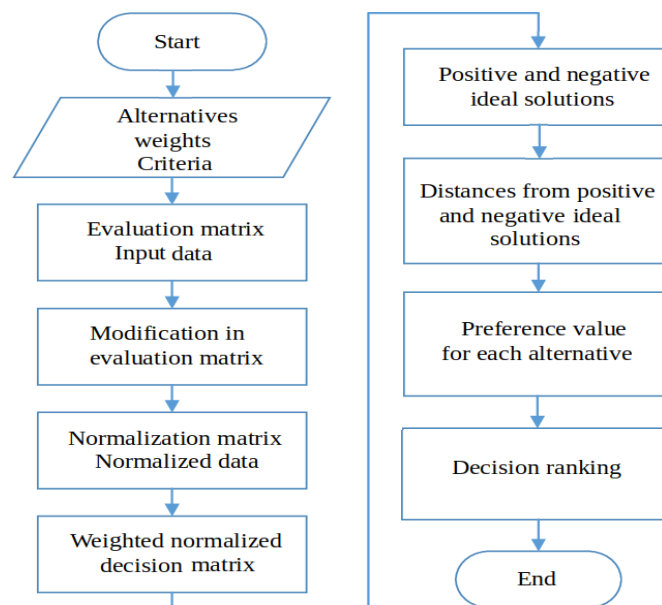 Start
Alternatives
weights
Criteria
Evaluation matrix
Input data
Modification in
evaluation matrix
Normalization matrix
Normalized data
Weighted normalized
decision matrix
Positive and negative
ideal solutions
Distances from positive
and negative ideal
solutions
Preference value
for each alternative
Decision ranking
End